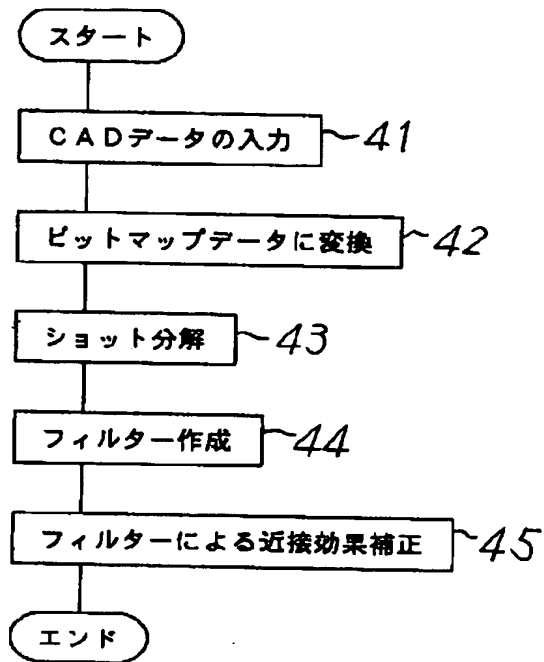 スタート
CADデータの入力 41
ビットマップデータに変換 42
ショット分解 43
フィルター作成 44
フィルターによる近接効果補正 45
エンド